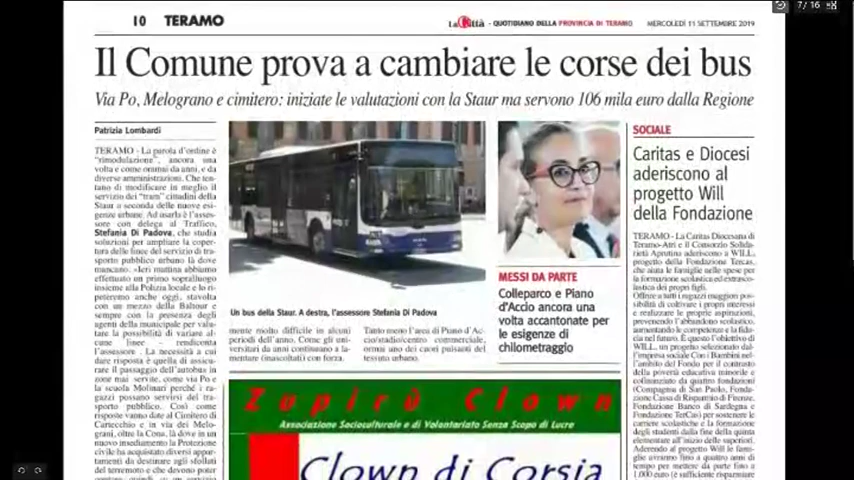 7 / 16
10 TERAMO
La Città - QUOTIDIANO DELLA PROVINCIA DI TERAMO MERCOLEDÌ 11 SETTEMBRE 2019
Il Comune prova a cambiare le corse dei bus
Via Po, Melograno e cimitero: iniziate le valutazioni con la Staur ma servono 106 mila euro dalla Regione
Patrizia Lombardi
TERAMO - La parola d'ordine è
"rimodulazione", ancora una
volta e come ormai da anni, e da
diverse amministrazioni. Che ten-
tano di modificare in meglio il
servizio dei "tram" cittadini della
Staur a seconda delle nuove esi-
genze urbane. Ad usarla è l'asses-
sore con delega al Traffico,
Stefania Di Padova, che studia
soluzioni per ampliare la coper-
tura delle linee del servizio di tra-
sporto pubblico urbano là dove
mancano. «Ieri mattina abbiamo
effettuato un primo sopralluogo
insieme alla Polizia locale e lo ri-
peteremo anche oggi, stavolta
con un mezzo della Baltour e
sempre con la presenza degli
agenti della municipale per valu-
tare la possibilità di variare al-
cune linee - rendiconta
l'assessore - La necessità a cui
dare risposta è quella di assicu-
rare il passaggio dell'autobus in
zone mai servite, come via Po e
la scuola Molinari perché i ra-
gazzi possano servirsi del tra-
sporto pubblico. Così come
risposte vanno date al Cimitero di
Cartecchio e in via dei Melo-
grani, oltre la Cona, là dove in un
nuovo insediamento la Protezione
civile ha acquistato diversi appar-
tamenti da destinare agli sfollati
del terremoto e che devono poter
Un bus della Staur. A destra, l'assessore Stefania Di Padova
mente molto difficile in alcuni
periodi dell'anno. Come gli uni-
versitari da anni continuano a la-
mentare (inascoltati) con forza.
Tanto meno l'area di Piano d'Ac-
cio/stadio/centro commerciale,
ormai uno dei cuori pulsanti del
tessuto urbano.
MESSI DA PARTE
Colleparco e Piano
d'Accio ancora una
volta accantonate per
le esigenze di
chilometraggio
SOCIALE
Caritas e Diocesi
aderiscono al
progetto Will
della Fondazione
TERAMO - La Caritas Diocesana di
Teramo-Atri e il Consorzio Solida-
rietà Aprutina aderiscono a WILL,
progetto della Fondazione Tercas,
che aiuta le famiglie nelle spese per
la formazione scolastica ed extrasco-
lastica dei propri figli.
Offrire a tutti i ragazzi maggiori pos-
sibilità di coltivare i propri interessi
e realizzare le proprie aspirazioni,
prevenendo l'abbandono scolastico,
aumentando le competenze e la fidu-
cia nel futuro. È questo l'obiettivo di
WILL, un progetto selezionato dal-
l'impresa sociale Con i Bambini nel-
l'ambito del Fondo per il contrasto
della povertà educativa minorile e
cofinanziato da quattro fondazioni
(Compagnia di San Paolo, Fondazione
Cassa di Risparmio di Firenze,
Fondazione Banco di Sardegna e
Fondazione TerCas) per sostenere le
carriere scolastiche e la formazione
degli studenti dalla fine della quinta
elementare all'inizio delle superiori.
Aderendo al progetto Will le fami-
glie avranno fino a quattro anni di
tempo per mettere da parte fino a
1.000 euro (è sufficiente risparmiare
Zupirù Clown
Associazione Socioculturale e di Volontariato Senza Scopo di Lucro
Clown di Corsia